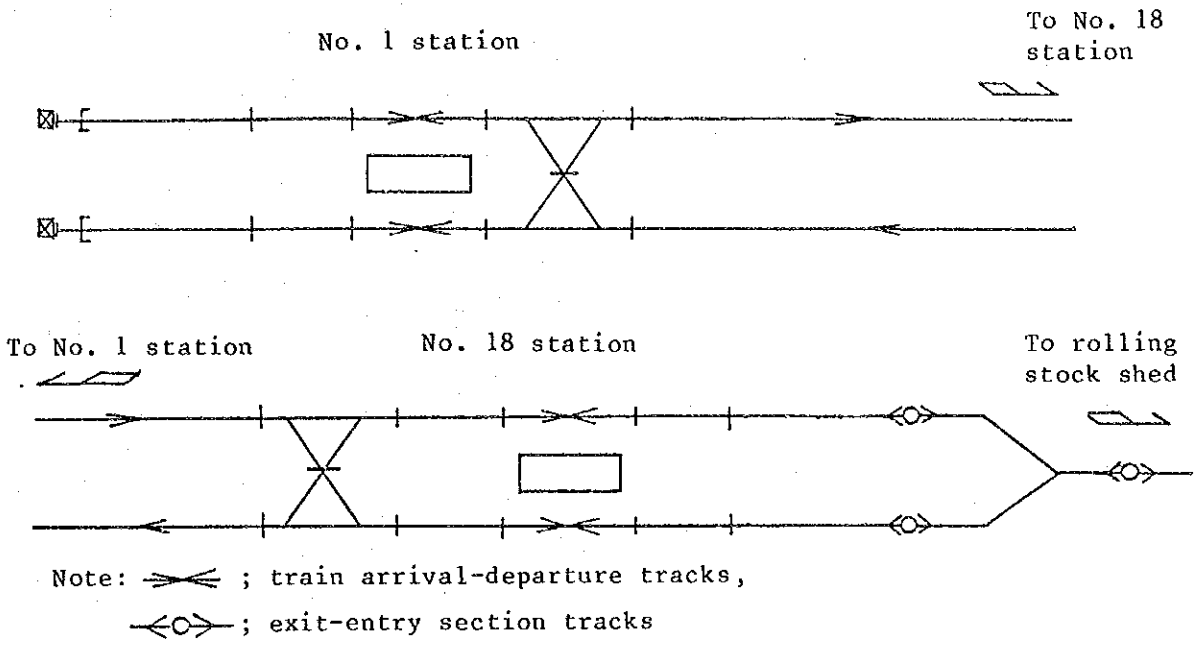 No. 1 station
To No. 18
station
To No. 1 station
No. 18 station
To rolling
stock shed
Note: ; train arrival-departure tracks,
; exit-entry section tracks